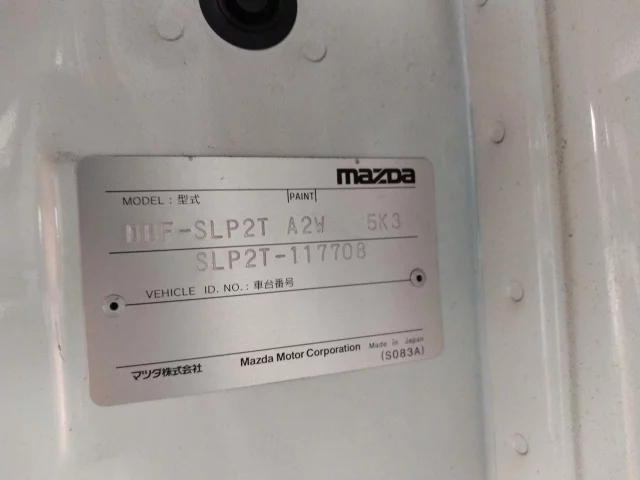 mazda
MODEL : 型式 PAINT
-SLP2T A2W 5K3
SLP2T-117708
VEHICLE ID. NO. : 車台番号
マツダ株式会社 Mazda Motor Corporation Made in Japan
(S083A)